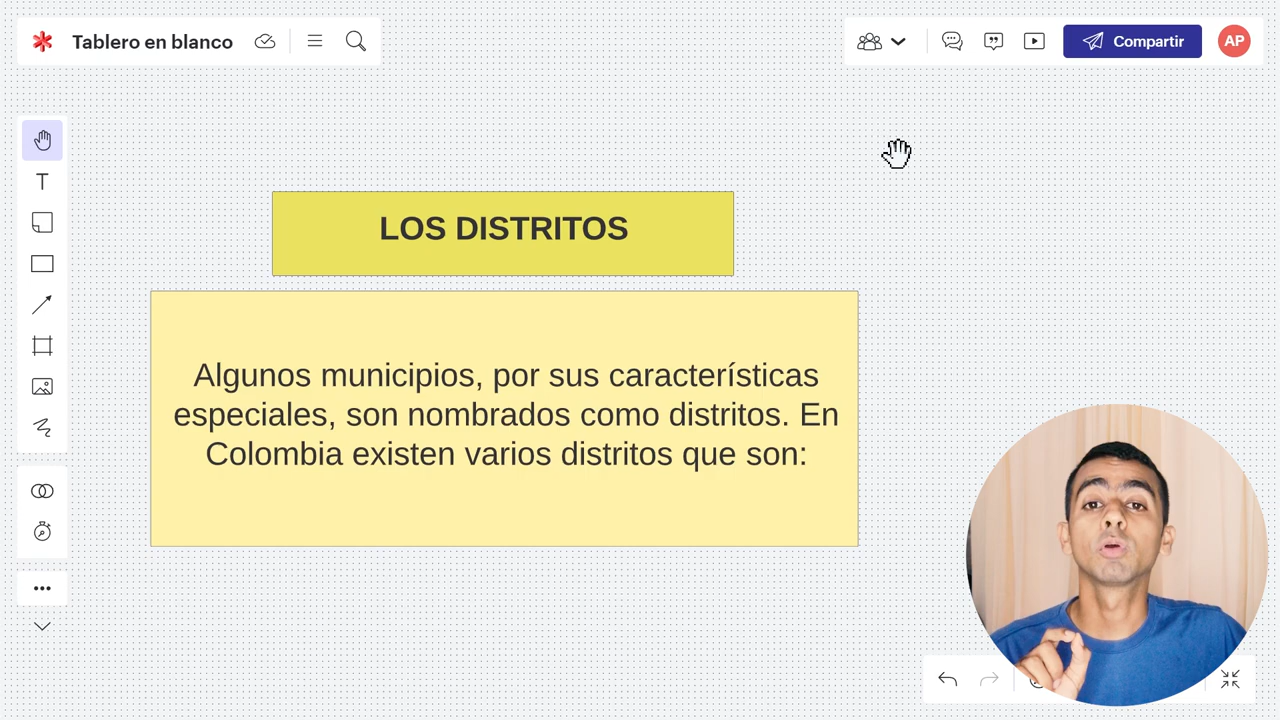 Tablero en blanco
Compartir
AP
T
LOS DISTRITOS
Algunos municipios, por sus características
especiales, son nombrados como distritos. En
Colombia existen varios distritos que son: